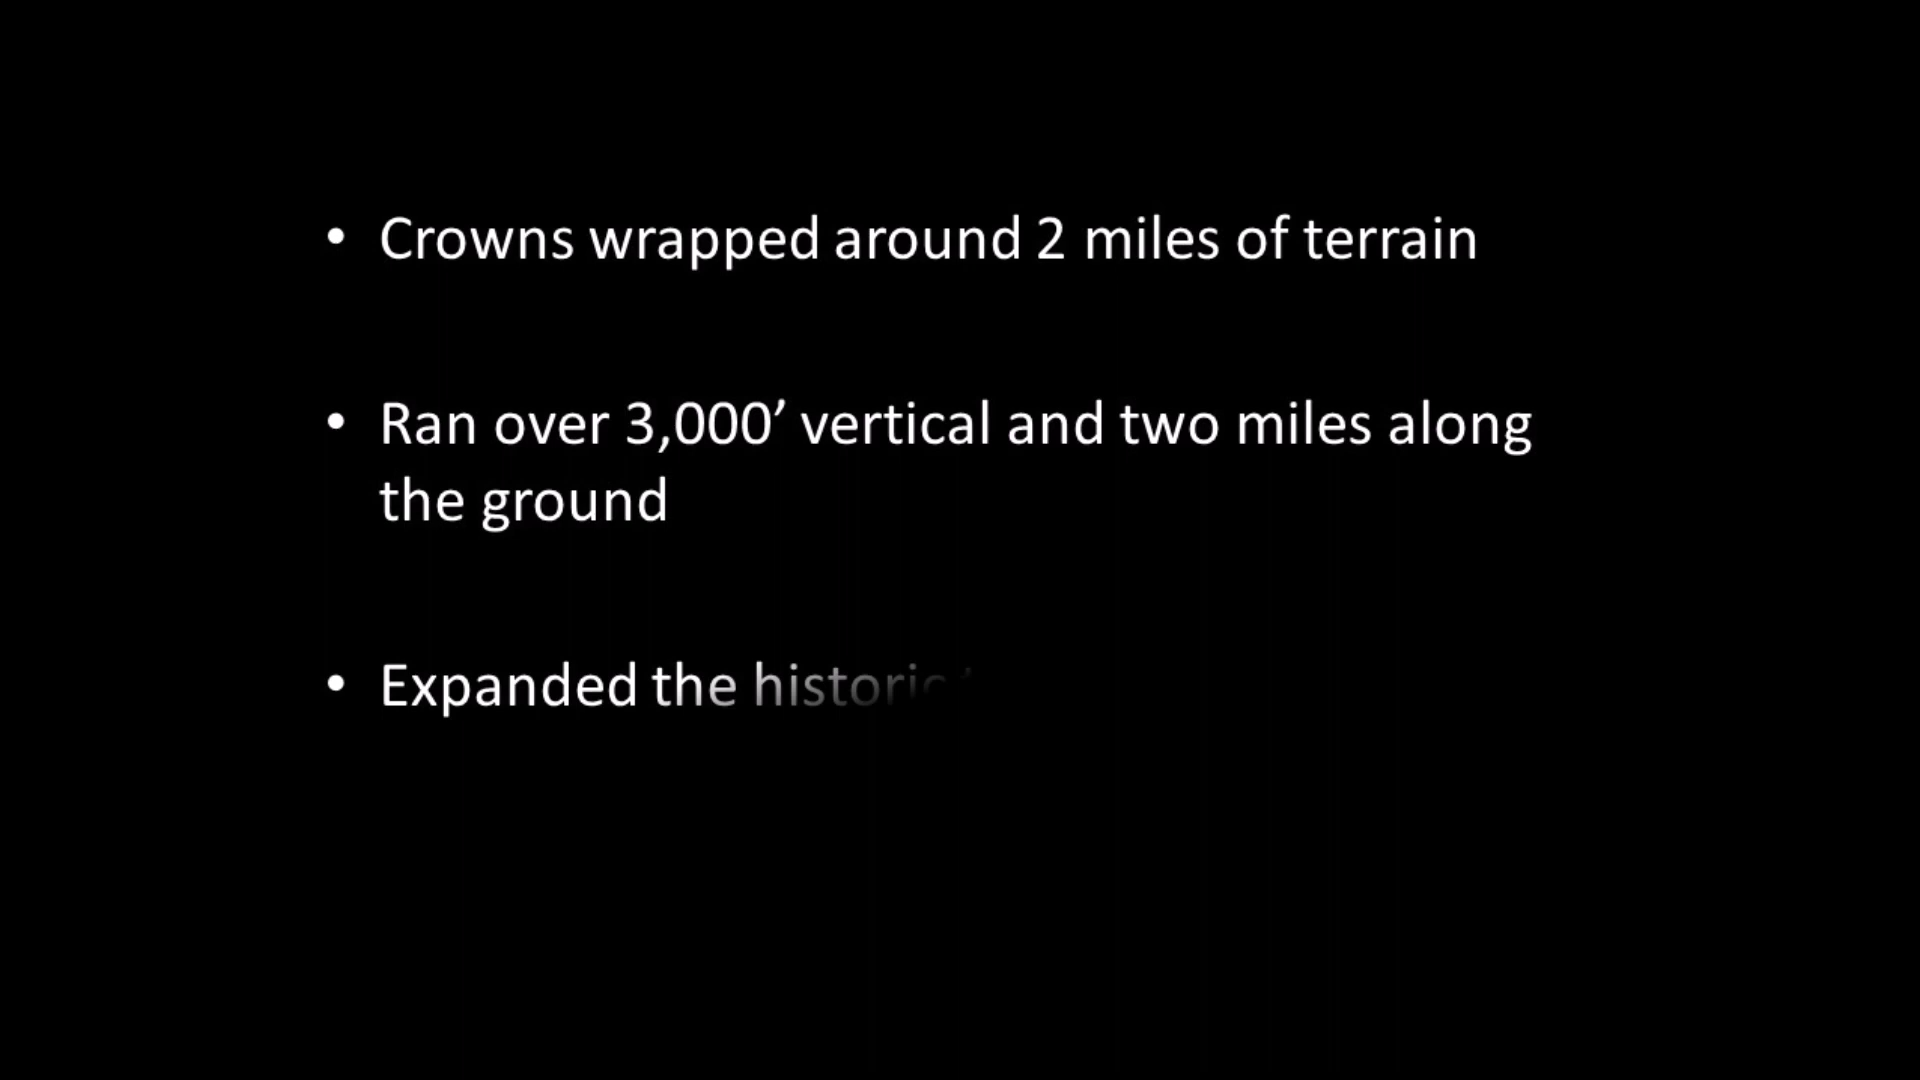 • Crowns wrapped around 2 miles of terrain
• Ran over 3,000’ vertical and two miles along
the ground
• Expanded the historic